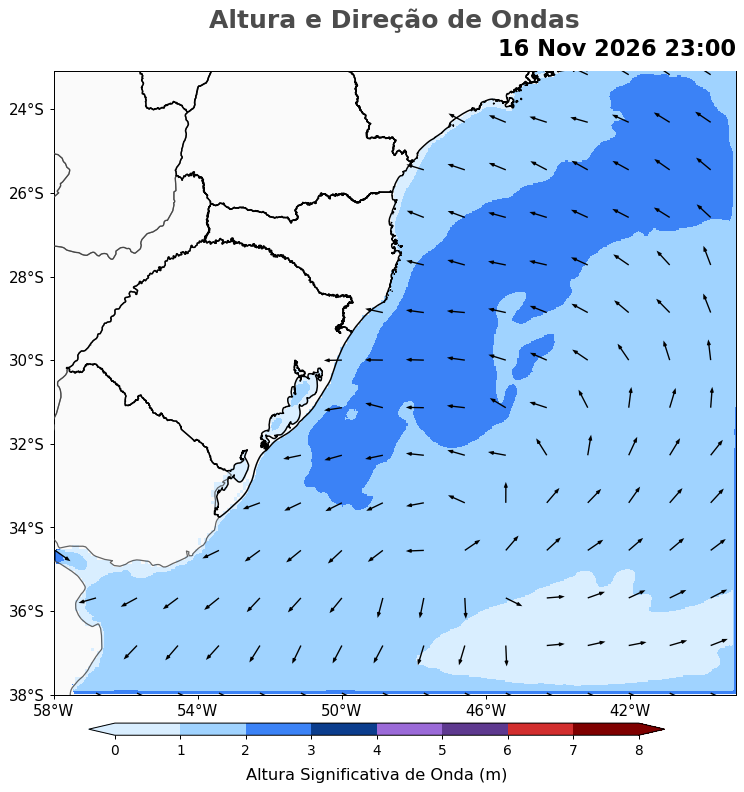 Altura e Direção de Ondas
16 Nov 2026 23:00
24°S
26°S
28°S
30°S
32°S
34°S
36°S
38°S
58°W 54°W 50°W 46°W 42°W
0 1 2 3 4 5 6 7 8
Altura Significativa de Onda (m)